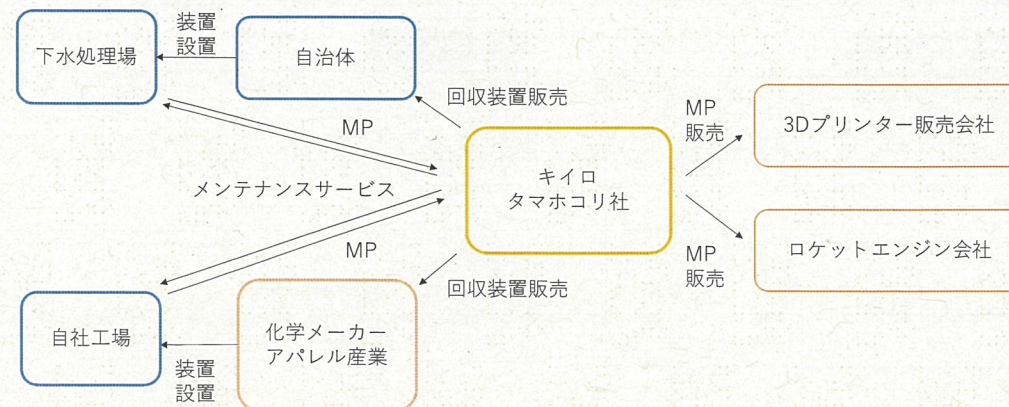 装置
設置
下水処理場
自治体
回収装置販売
MP
販売
3Dプリンター販売会社
MP
キイロ
タマホコリ社
メンテナンスサービス
MP
MP
販売
ロケットエンジン会社
回収装置販売
自社工場
化学メーカー
アパレル産業
装置
設置